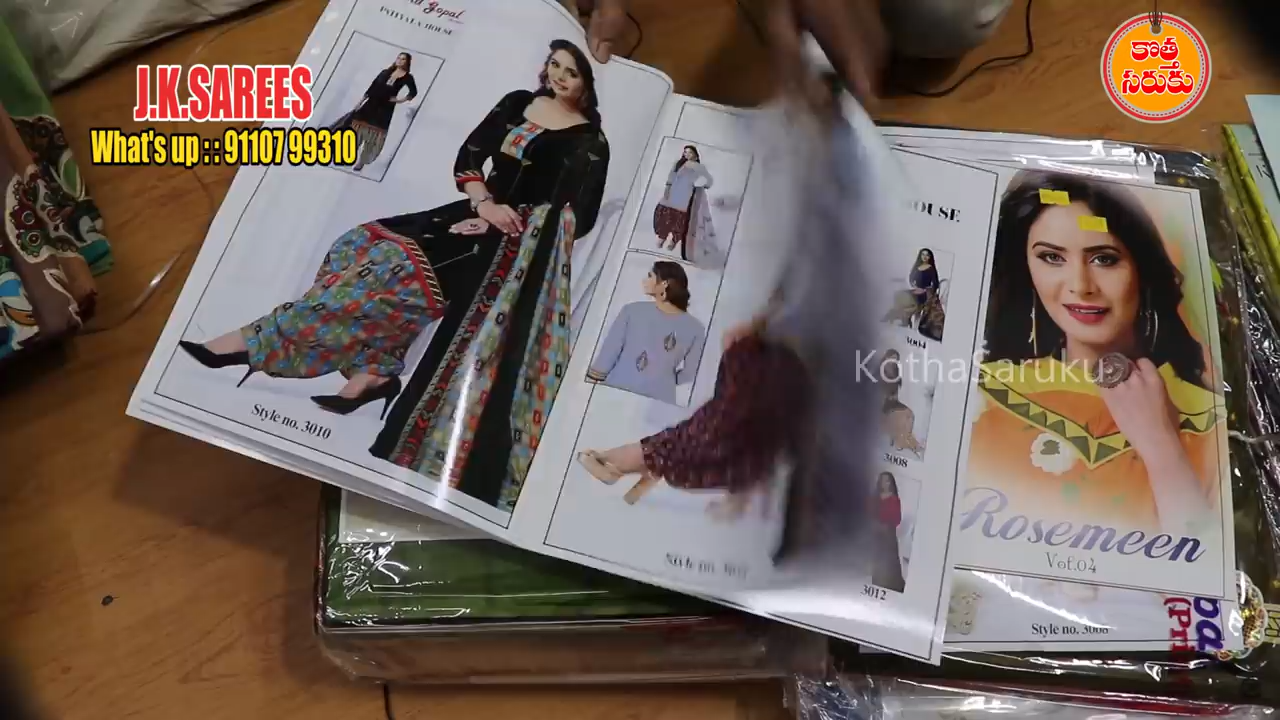 Gopal
PATIYALA HOUSE
J.K.SAREES
What's up : : 91107 99310
కొత్త
సరుకు
HOUSE
3004
KothaSaruku
3008
Style no. 3010
Rosemeen
Vol.04
3012
Style no. 3008